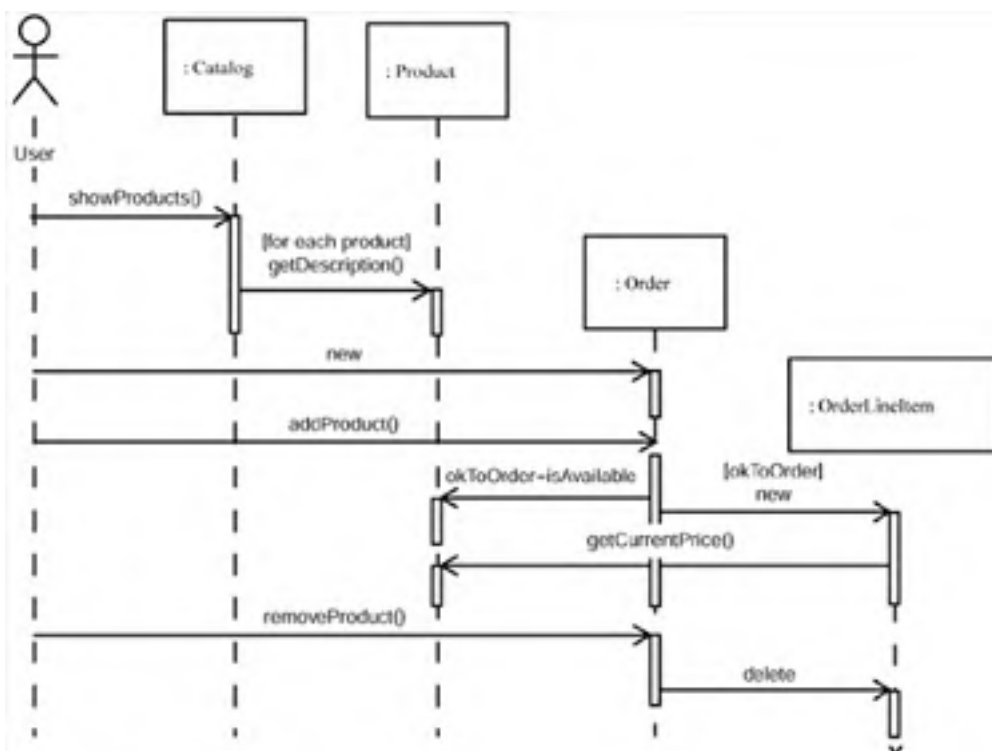 : Catalog
: Product
User
showProducts()
[for each product]
getDescription()
: Order
new
: OrderLineItem
addProduct()
okToOrder=isAvailable
[okToOrder]
new
getCurrentPrice()
removeProduct()
delete